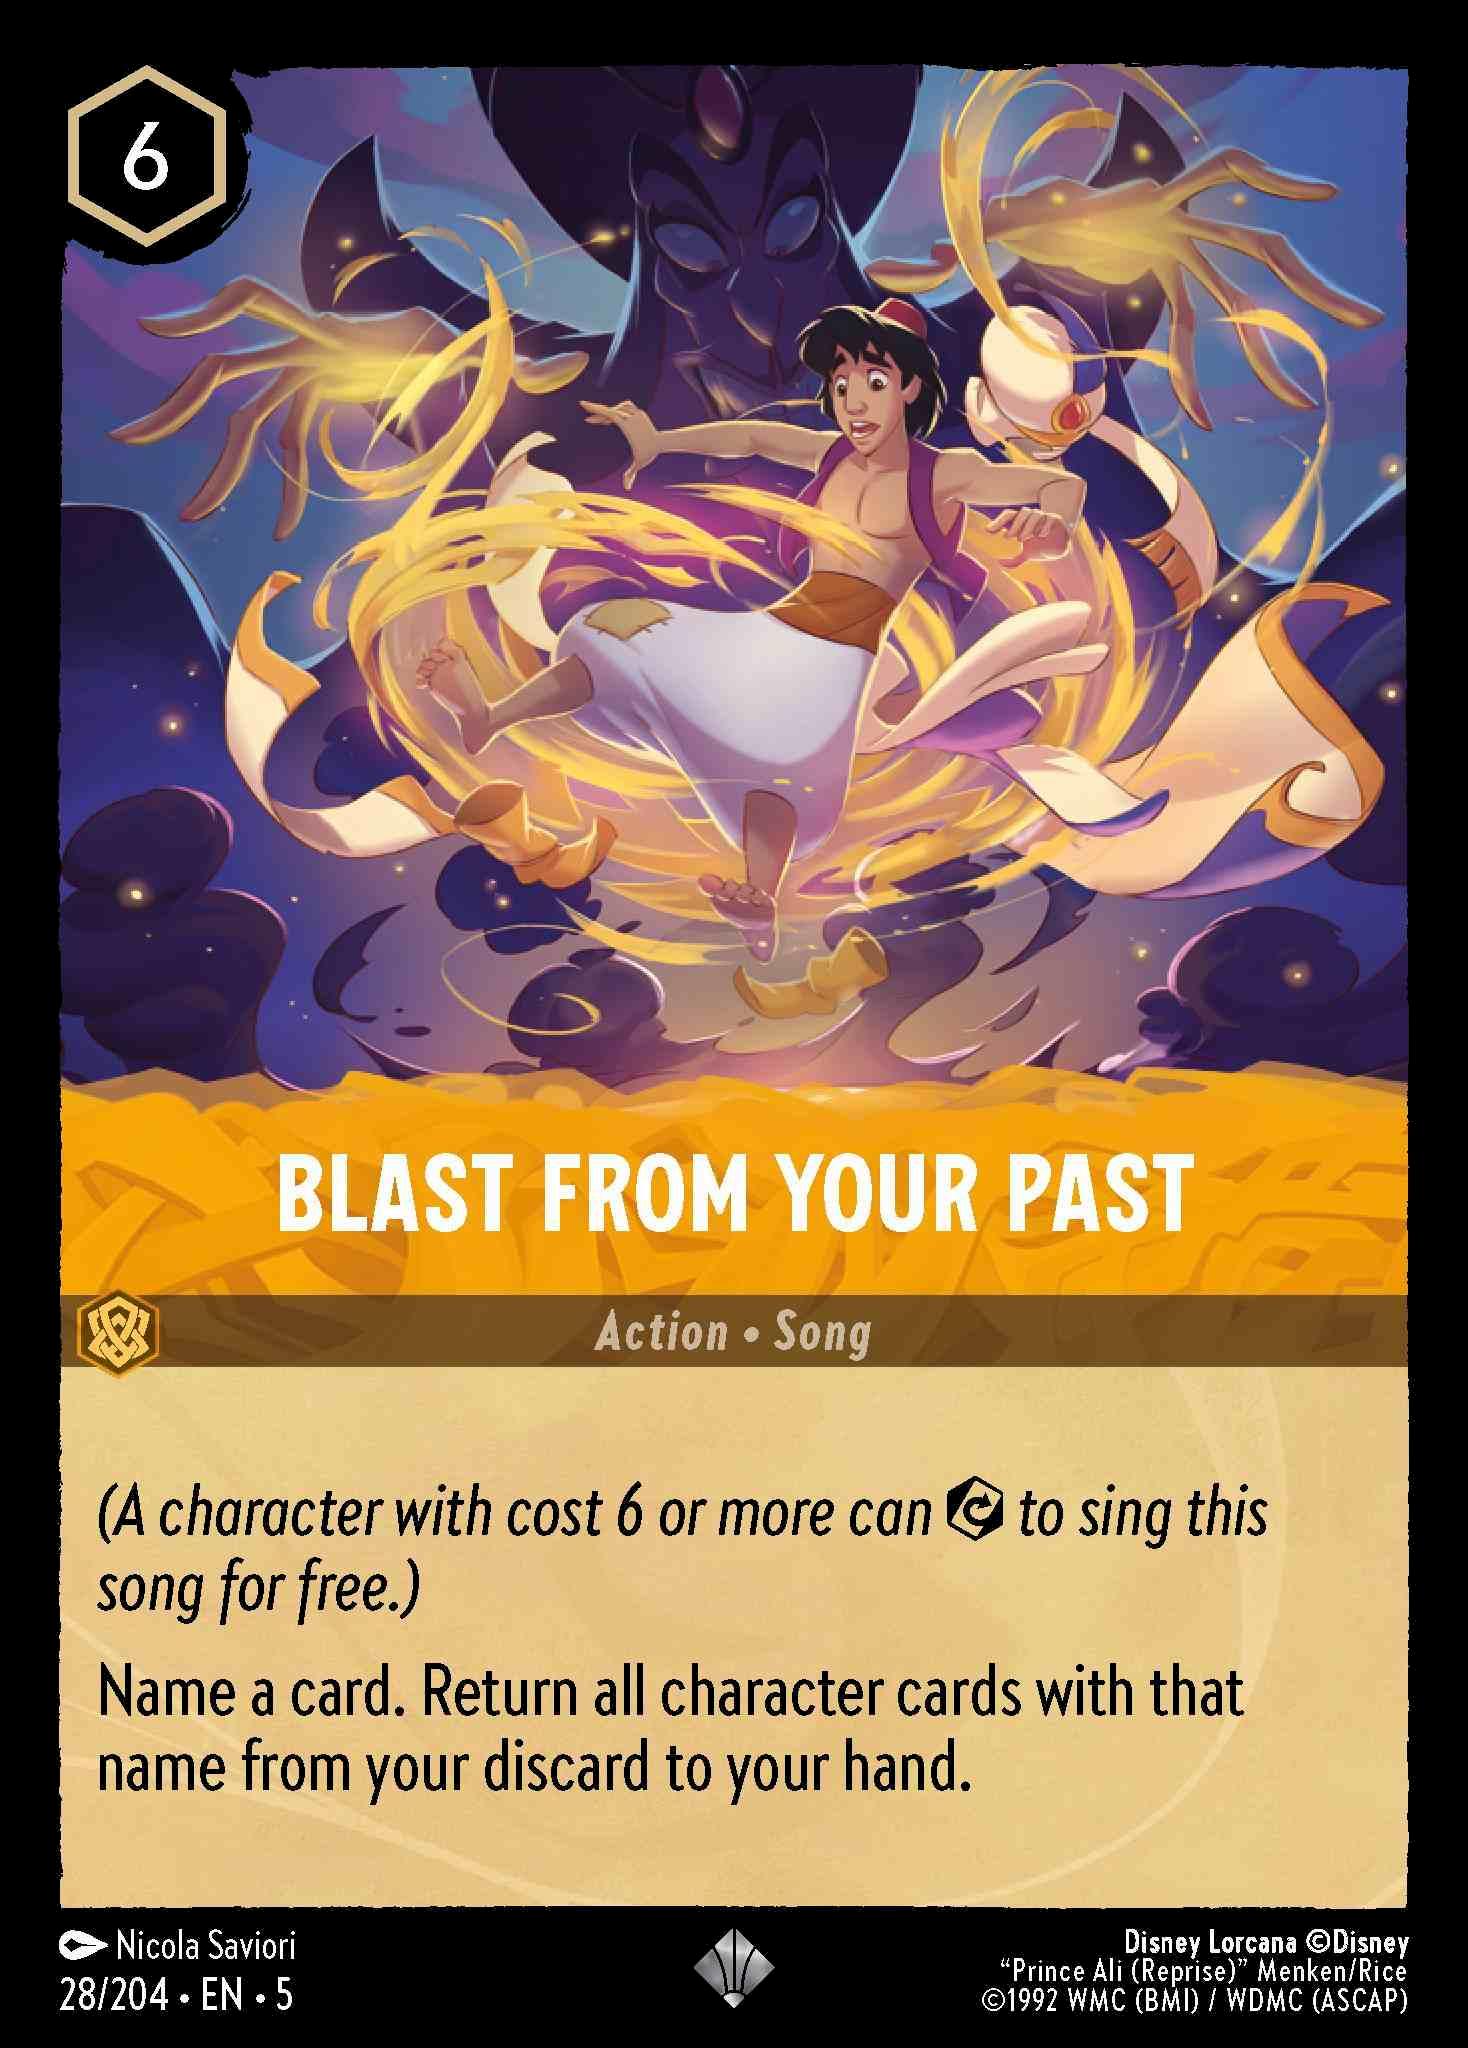 6
BLAST FROM YOUR PAST
Action • Song
(A character with cost 6 or more can to sing this
song for free.)
Name a card. Return all character cards with that
name from your discard to your hand.
Nicola Saviori
28/204 • EN • 5
Disney Lorcana ©Disney
“Prince Ali (Reprise)” Menken/Rice
©1992 WMC (BMI) / WDMC (ASCAP)